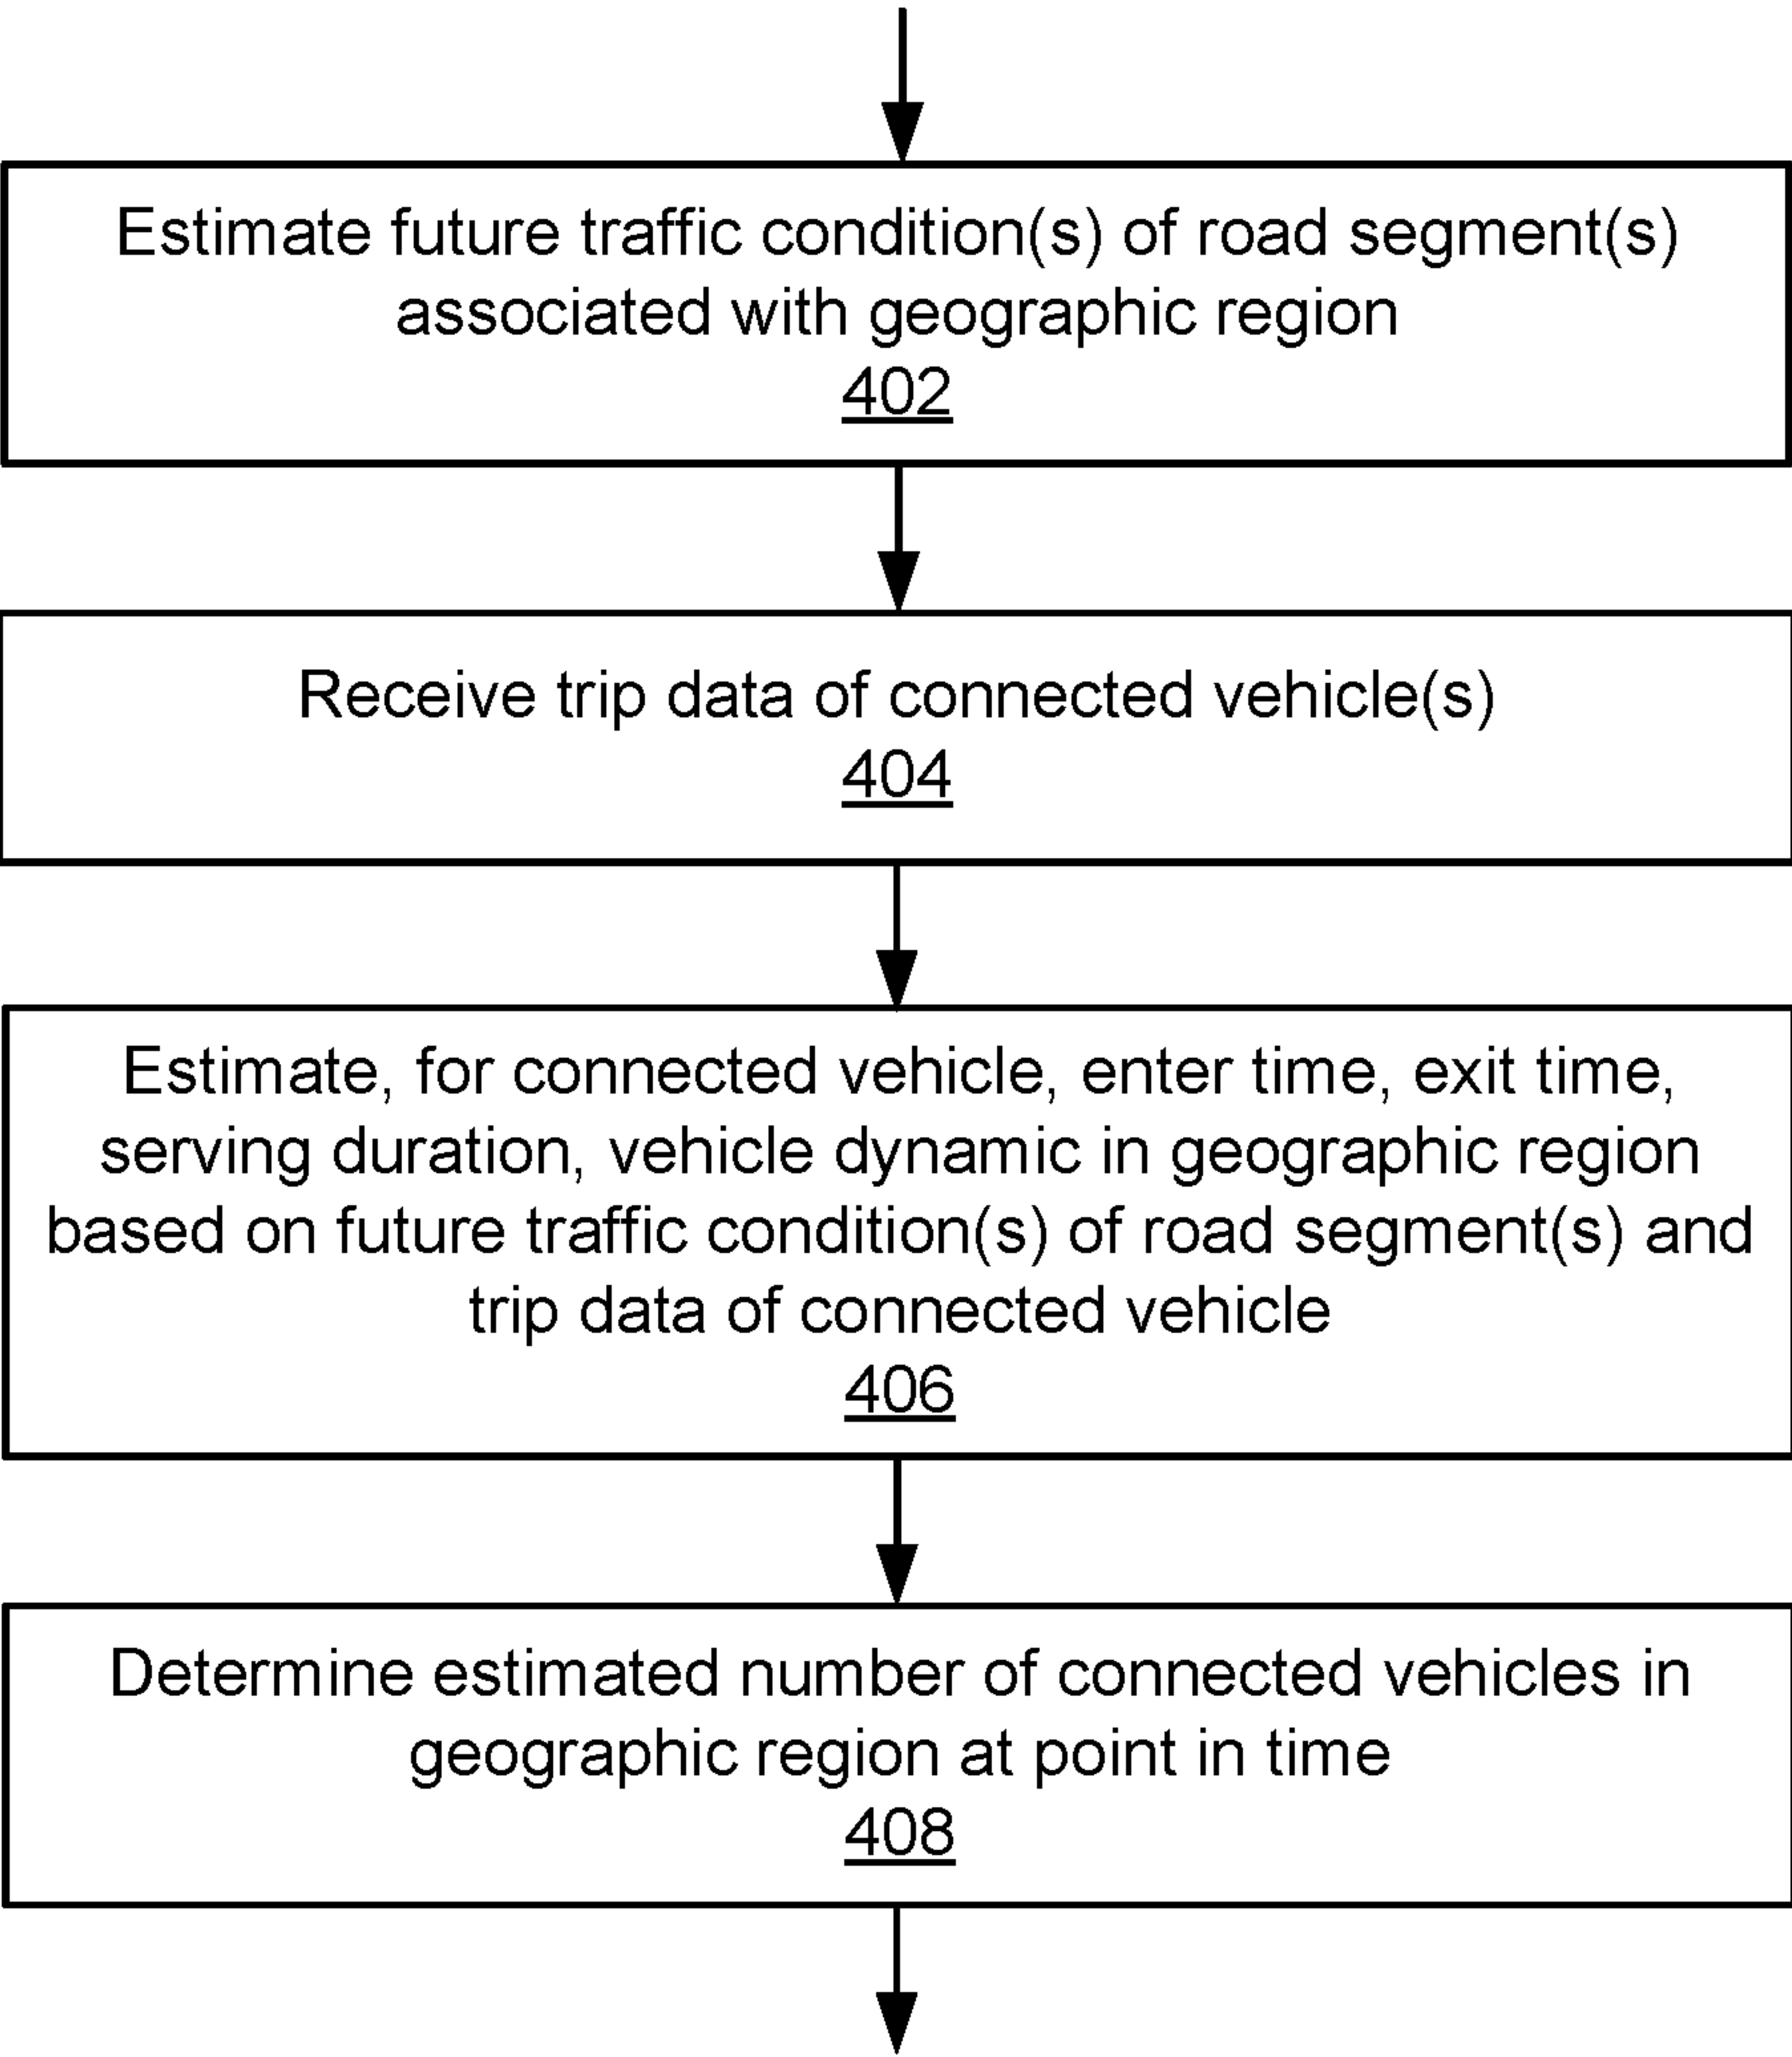 Estimate future traffic condition(s) of road segment(s)
associated with geographic region
402
Receive trip data of connected vehicle(s)
404
Estimate, for connected vehicle, enter time, exit time,
serving duration, vehicle dynamic in geographic region
based on future traffic condition(s) of road segment(s) and
trip data of connected vehicle
406
Determine estimated number of connected vehicles in
geographic region at point in time
408